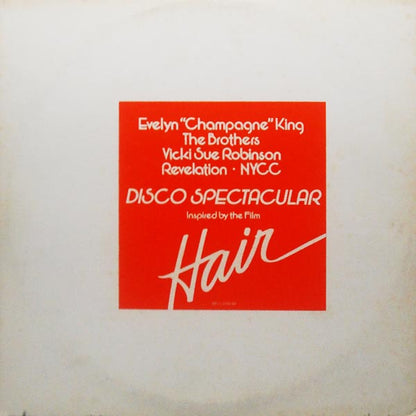 Evelyn "Champagne" King
The Brothers
Vicki Sue Robinson
Revelation · NYCC
DISCO SPECTACULAR
Inspired by the Film
Hair